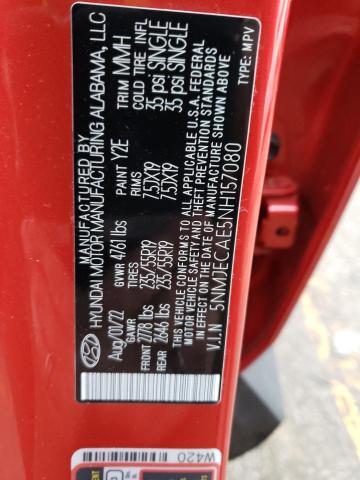 MANUFACTURED BY
HYUNDAI MOTOR MANUFACTURING ALABAMA, LLC
Aug/01/22 GVWR 4761 lbs PAINT Y2E TRIM MMH
GAWR TIRES RIMS COLD TIRE INFL
FRONT 2778 lbs 235/55R19 7.5JX19 35 psi SINGLE
REAR 2646 lbs 235/55R19 7.5JX19 35 psi SINGLE
THIS VEHICLE CONFORMS TO ALL APPLICABLE U.S.A. FEDERAL
MOTOR VEHICLE SAFETY AND THEFT PREVENTION STANDARDS
IN EFFECT ON THE DATE OF MANUFACTURE SHOWN ABOVE
V.I.N 5NMJECAE5NH157080 TYPE: MPV
W420